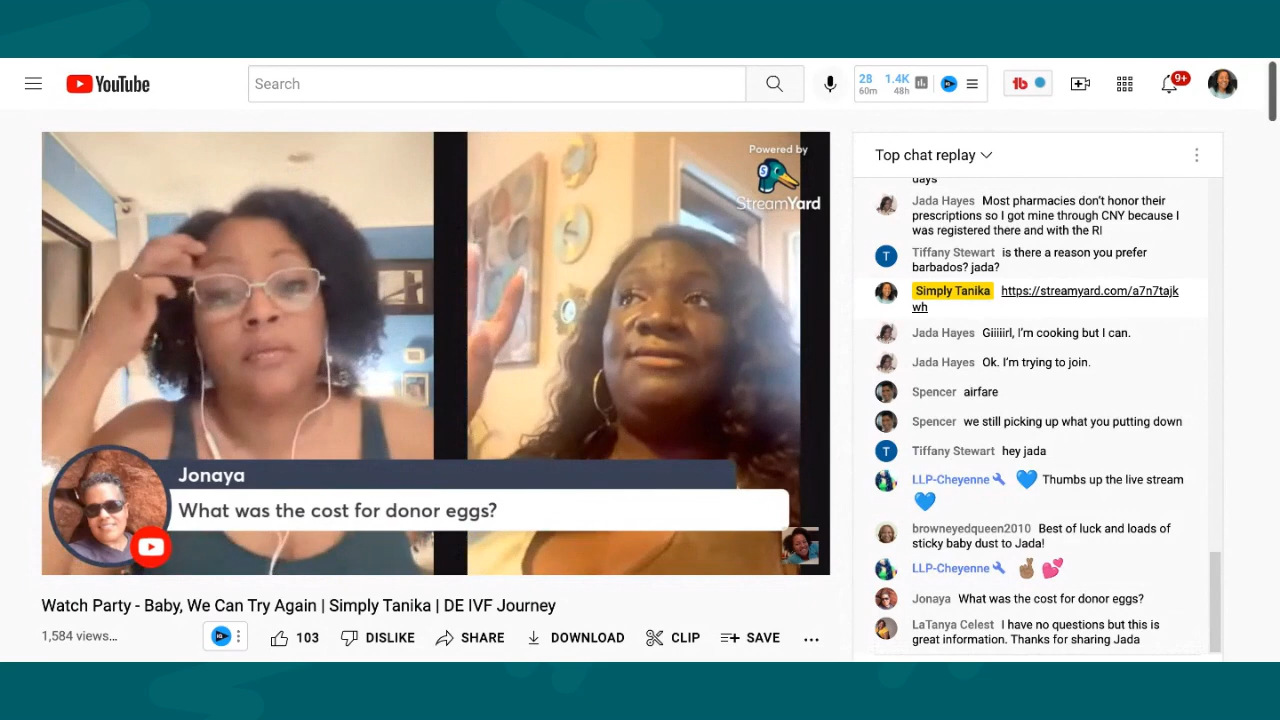 YouTube
Search
28
60m
1.4K
48h
9+
Powered by
StreamYard
Jonaya
What was the cost for donor eggs?
Watch Party - Baby, We Can Try Again | Simply Tanika | DE IVF Journey
1,584 views...
103
DISLIKE
SHARE
DOWNLOAD
CLIP
SAVE
Top chat replay
days
Jada Hayes Most pharmacies don't honor their
prescriptions so I got mine through CNY because I
was registered there and with the RI
T
Tiffany Stewart is there a reason you prefer
barbados? jada?
Simply Tanika https://streamyard.com/a7n7tajk
wh
Jada Hayes Giiiiirl, I'm cooking but I can.
Jada Hayes Ok. I'm trying to join.
Spencer airfare
Spencer we still picking up what you putting down
T
Tiffany Stewart hey jada
LLP-Cheyenne 💙 Thumbs up the live stream
💙
browneyedqueen2010 Best of luck and loads of
sticky baby dust to Jada!
LLP-Cheyenne 🤞🏽 💕
Jonaya What was the cost for donor eggs?
LaTanya Celest I have no questions but this is
great information. Thanks for sharing Jada